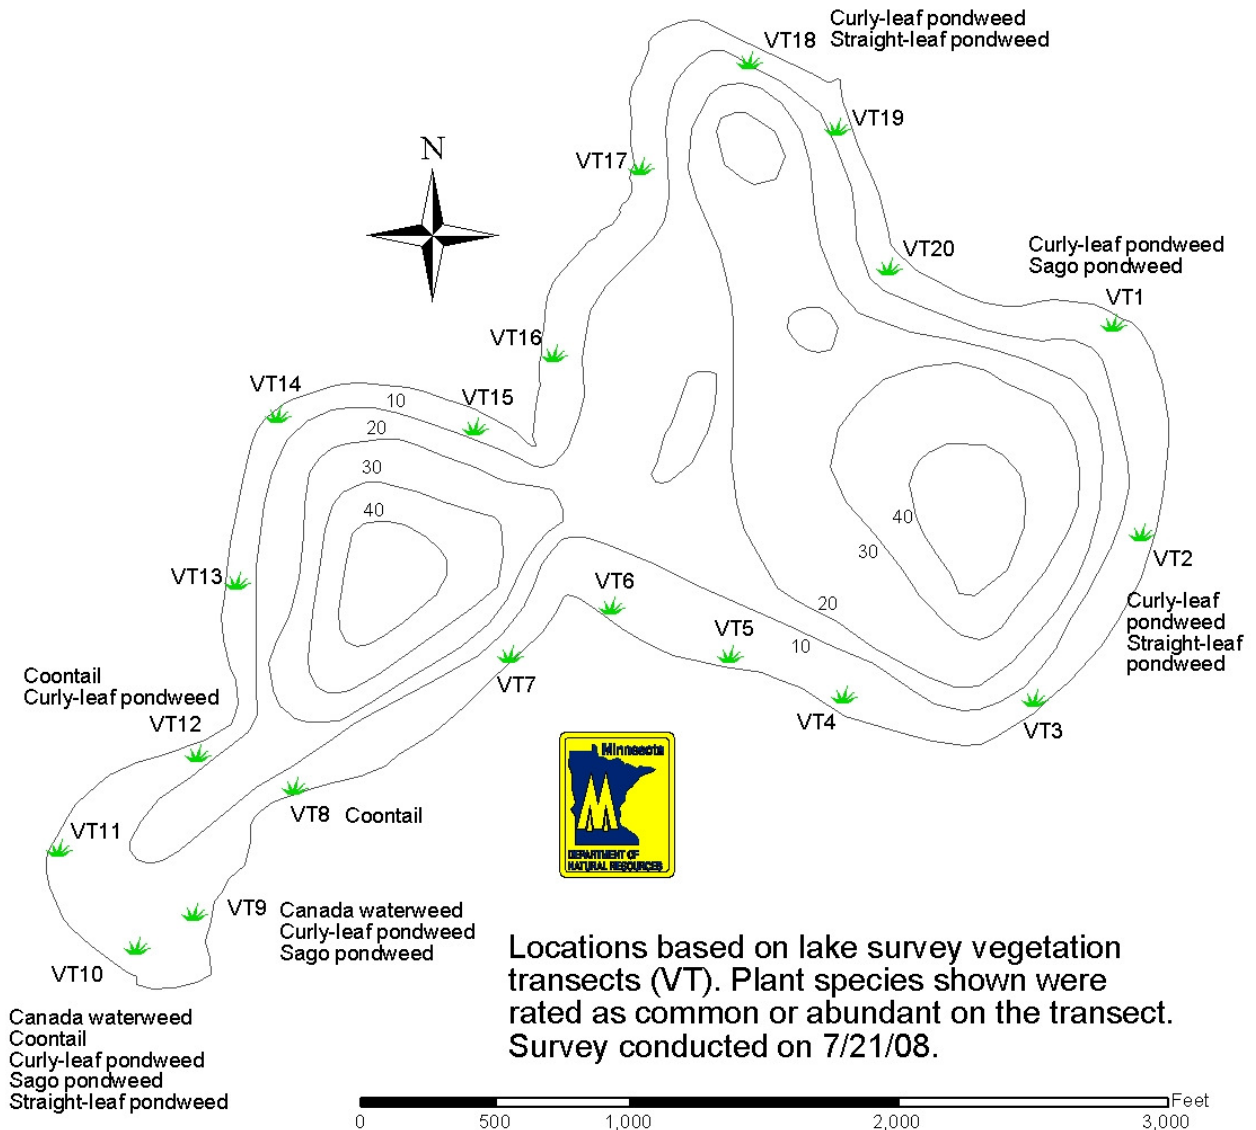 Curly-leaf pondweed
Straight-leaf pondweed
VT18
VT19
N
VT17
VT20
Curly-leaf pondweed
Sago pondweed
VT1
VT16
VT14
VT15
10
20
30
40
40
30
20
10
VT2
VT13
VT6
VT5
Curly-leaf
pondweed
Straight-leaf
pondweed
Coontail
Curly-leaf pondweed
VT12
VT7
VT4
VT3
Minnesota
M
DEPARTMENT OF
NATURAL RESOURCES
VT8 Coontail
VT11
VT9
Canada waterweed
Curly-leaf pondweed
Sago pondweed
VT10
Canada waterweed
Coontail
Curly-leaf pondweed
Sago pondweed
Straight-leaf pondweed
Locations based on lake survey vegetation
transects (VT). Plant species shown were
rated as common or abundant on the transect.
Survey conducted on 7/21/08.
Feet
0 500 1,000 2,000 3,000